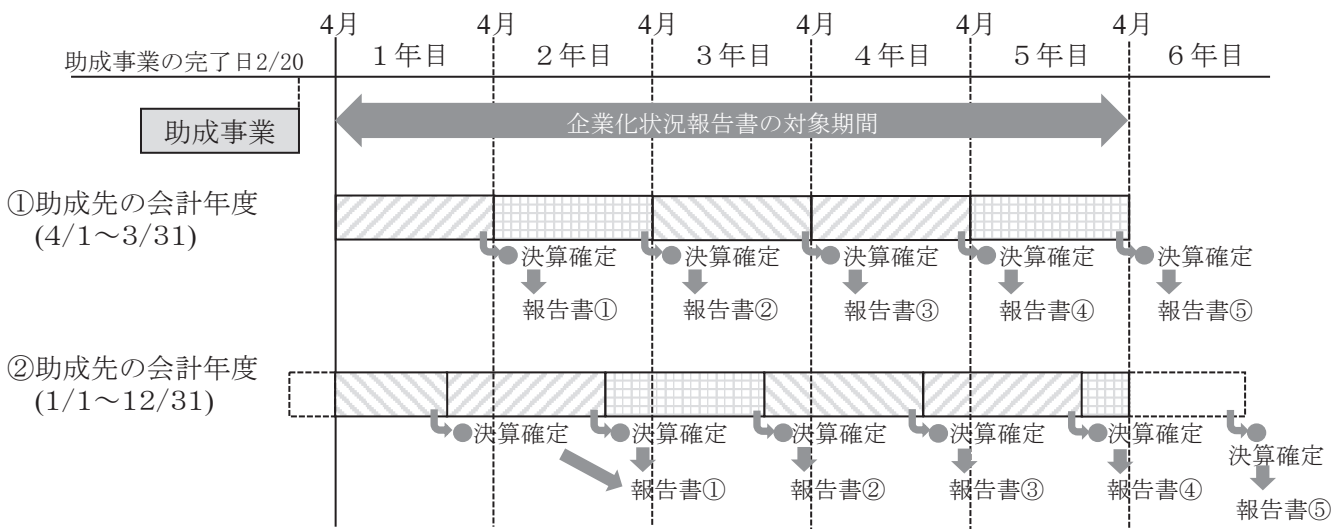 4月 4月 4月 4月 4月 4月
助成事業の完了日2/20 1年目 2年目 3年目 4年目 5年目 6年目
助成事業 企業化状況報告書の対象期間
①助成先の会計年度
(4/1～3/31)
決算確定 決算確定 決算確定 決算確定 決算確定
報告書① 報告書② 報告書③ 報告書④ 報告書⑤
②助成先の会計年度
(1/1～12/31)
決算確定 決算確定 決算確定 決算確定 決算確定
決算確定
報告書① 報告書② 報告書③ 報告書④
報告書⑤